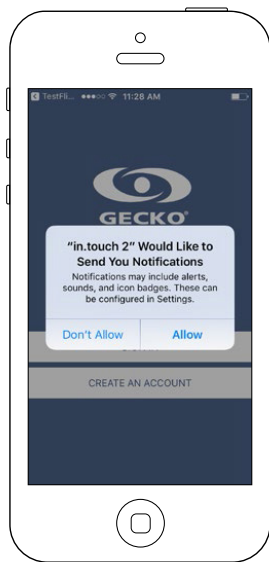 TestFli... 11:28 AM
GECKO®
"in.touch 2" Would Like to
Send You Notifications
Notifications may include alerts,
sounds, and icon badges. These can
be configured in Settings.
Don't Allow Allow
CREATE AN ACCOUNT